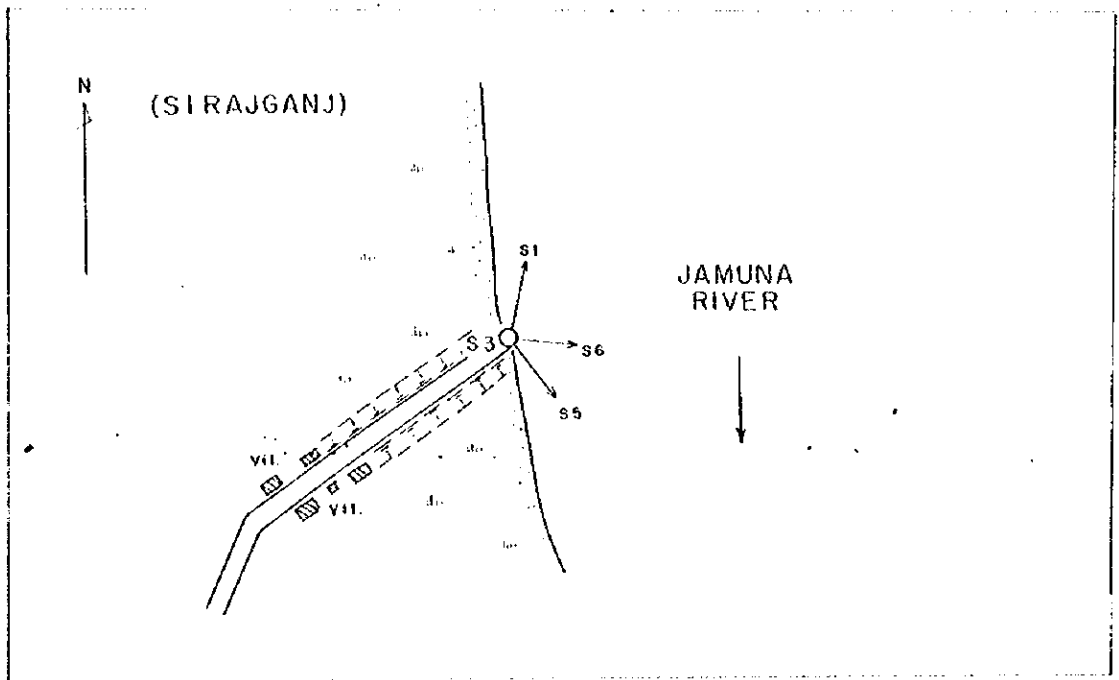 N
(SIRAJGANJ)
S1
JAMUNA
RIVER
S3
S6
S5
Vil.
Vil.